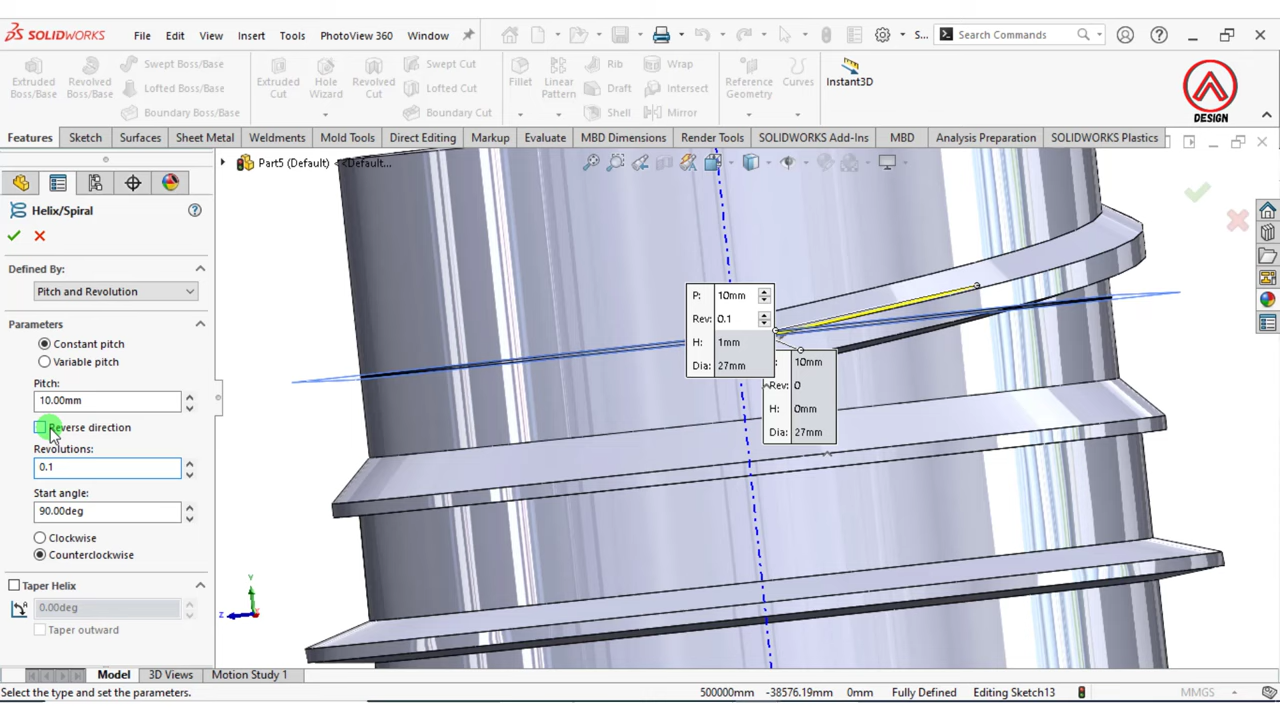 SOLIDWORKS File Edit View Insert Tools PhotoView 360 Window S... Search Commands
Extruded Boss/Base
Revolved Boss/Base
Swept Boss/Base
Lofted Boss/Base
Boundary Boss/Base
Extruded Cut
Hole Wizard
Revolved Cut
Swept Cut
Lofted Cut
Boundary Cut
Fillet
Linear Pattern
Rib
Draft
Shell
Wrap
Intersect
Mirror
Reference Geometry
Curves
Instant3D
DESIGN
Features Sketch Surfaces Sheet Metal Weldments Mold Tools Direct Editing Markup Evaluate MBD Dimensions Render Tools SOLIDWORKS Add-Ins MBD Analysis Preparation SOLIDWORKS Plastics
Part5 (Default) <<Default...
Helix/Spiral
Defined By:
Pitch and Revolution
Parameters
Constant pitch
Variable pitch
Pitch:
10.00mm
Reverse direction
Revolutions:
0.1
Start angle:
90.00deg
Clockwise
Counterclockwise
Taper Helix
0.00deg
Taper outward
P: 10mm
Rev: 0.1
H: 1mm
Dia: 27mm
10mm
Rev: 0
H: 0mm
Dia: 27mm
Y
Z
Model 3D Views Motion Study 1
Select the type and set the parameters. 500000mm -38576.19mm 0mm Fully Defined Editing Sketch13 MMGS